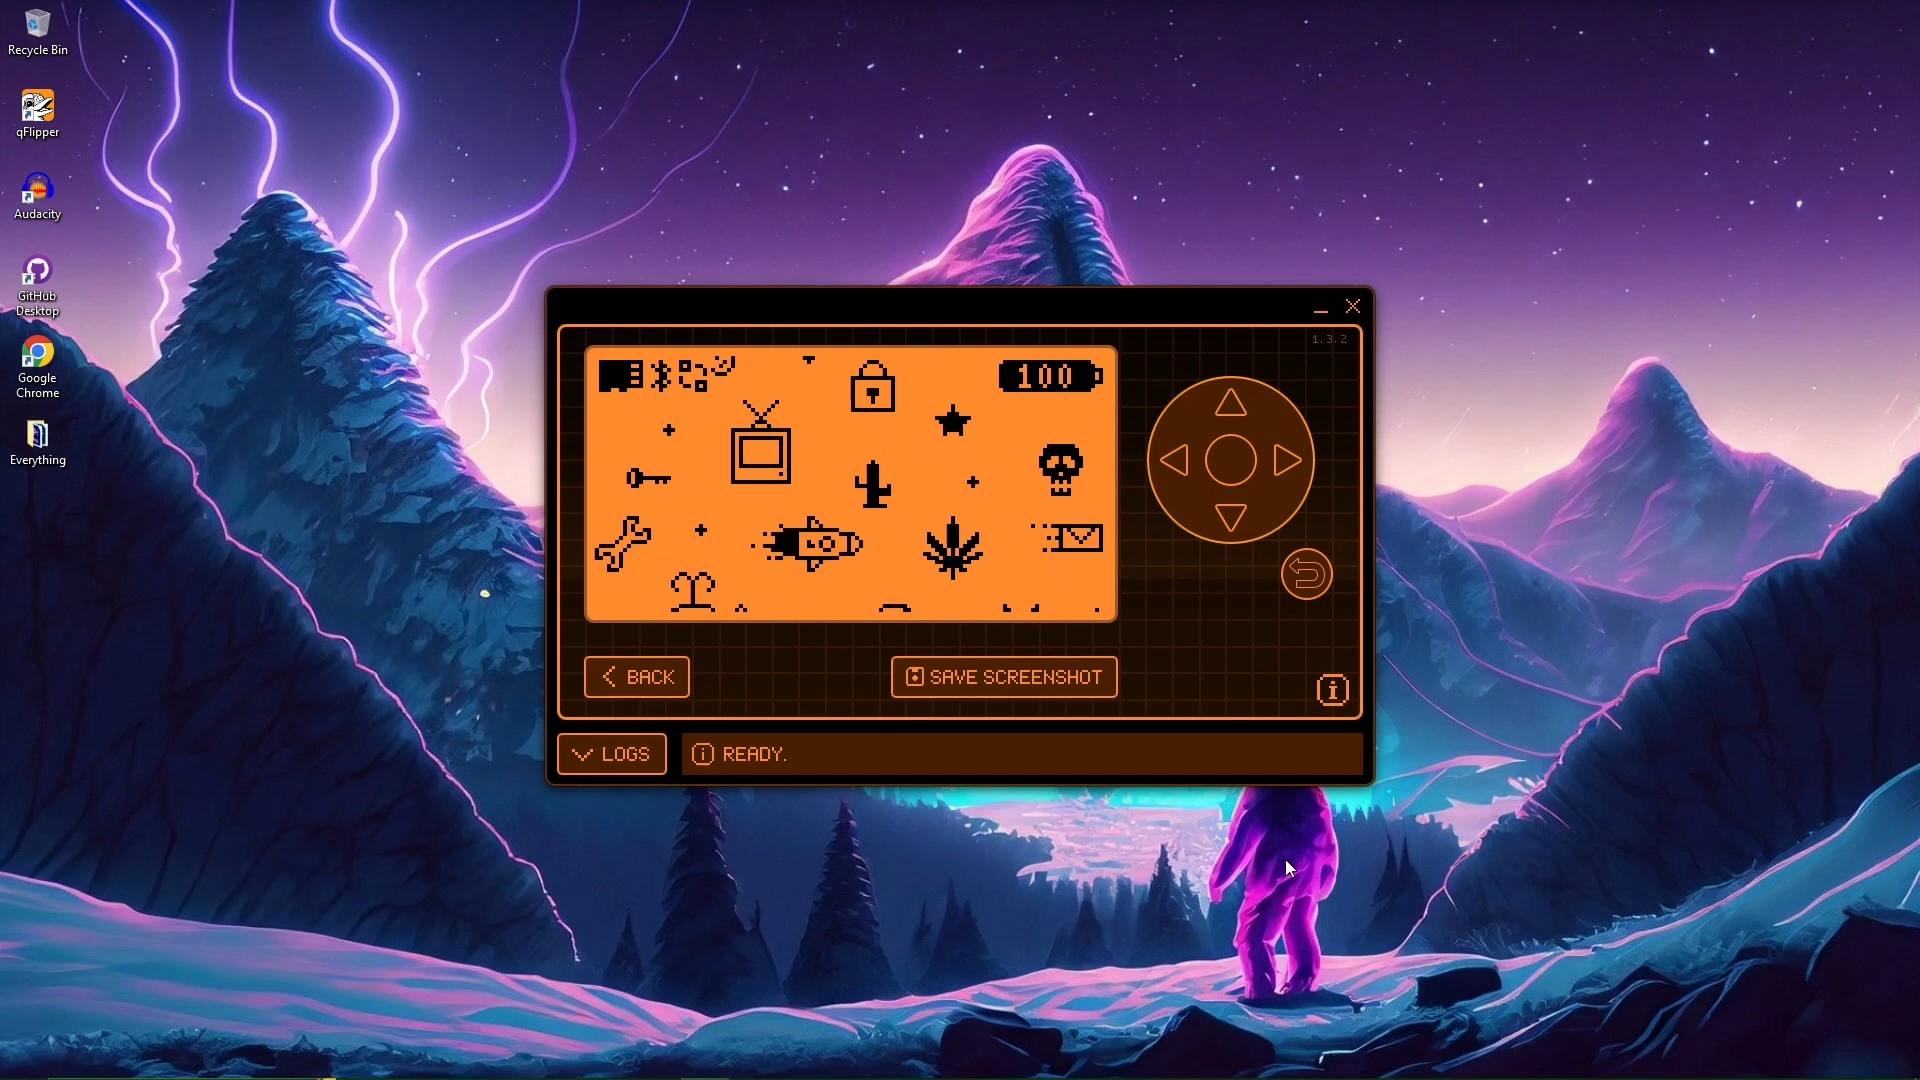 Recycle Bin
qFlipper
Audacity
GitHub
Desktop
Google
Chrome
Everything
1.3.2
100
BACK
SAVE SCREENSHOT
LOGS
READY.